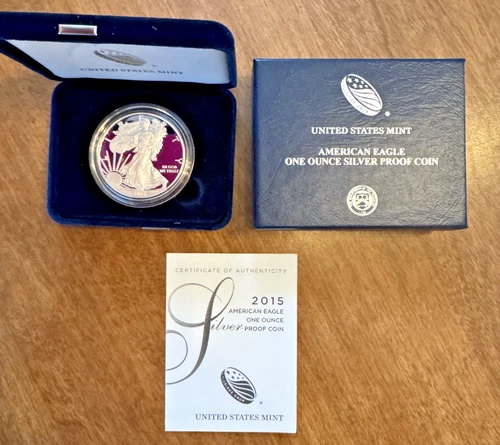 UNITED STATES MINT
IN GOD
WE TRUST
UNITED STATES MINT
AMERICAN EAGLE
ONE OUNCE SILVER PROOF COIN
CERTIFICATE OF AUTHENTICITY
2015
AMERICAN EAGLE
ONE OUNCE
Silver PROOF COIN
UNITED STATES MINT